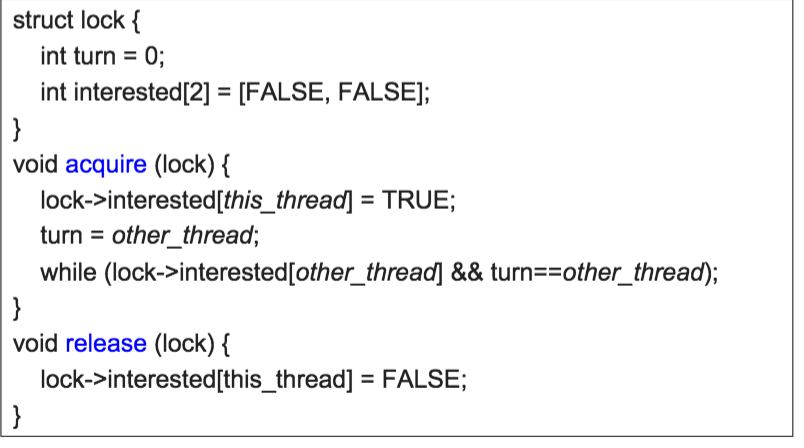 struct lock {
int turn = 0;
int interested[2] = [FALSE, FALSE];
}
void acquire (lock) {
lock->interested[this_thread] = TRUE;
turn = other_thread;
while (lock->interested[other_thread] && turn==other_thread);
}
void release (lock) {
lock->interested[this_thread] = FALSE;
}